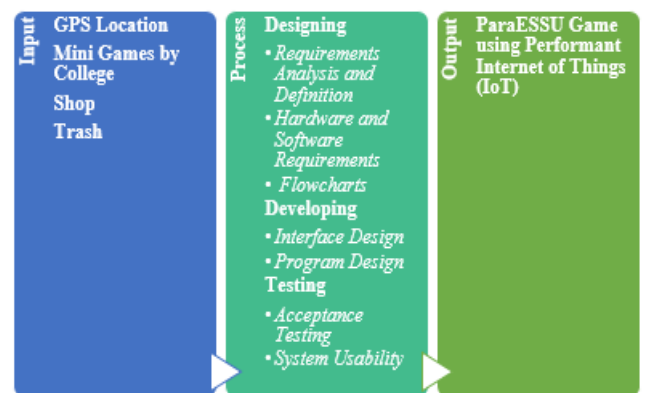 Input
GPS Location
Mini Games by
College
Shop
Trash
Process
Designing
• Requirements
Analysis and
Definition
• Hardware and
Software
Requirements
• Flowcharts
Developing
• Interface Design
• Program Design
Testing
• Acceptance
Testing
• System Usability
Output
ParaESSU Game
using Performant
Internet of Things
(IoT)